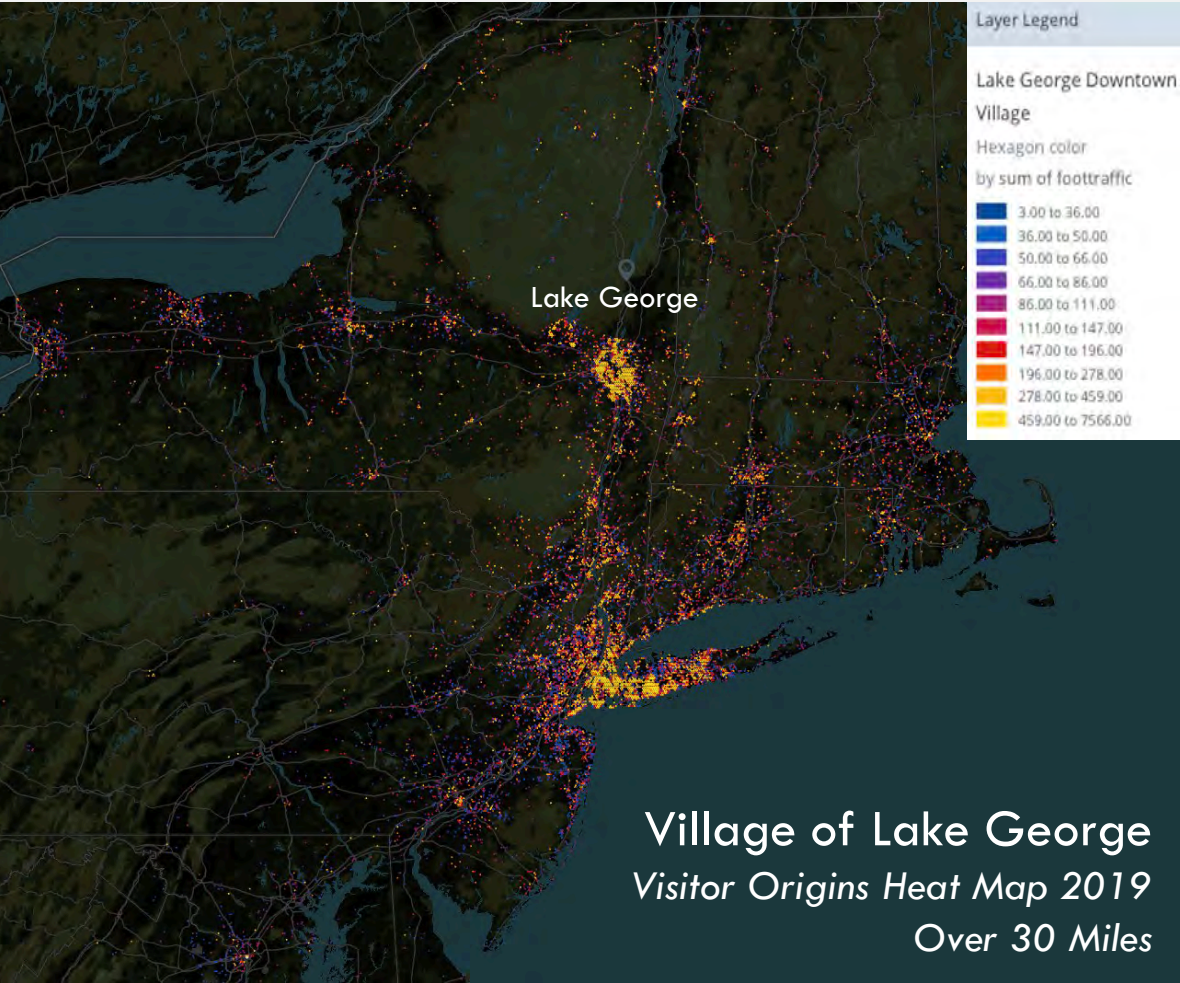 Layer Legend
Lake George Downtown
Village
Hexagon color
by sum of foottraffic
3.00 to 36.00
36.00 to 50.00
50.00 to 66.00
66.00 to 86.00
86.00 to 111.00
111.00 to 147.00
147.00 to 196.00
196.00 to 278.00
278.00 to 459.00
459.00 to 7566.00
Lake George
Village of Lake George
Visitor Origins Heat Map 2019
Over 30 Miles